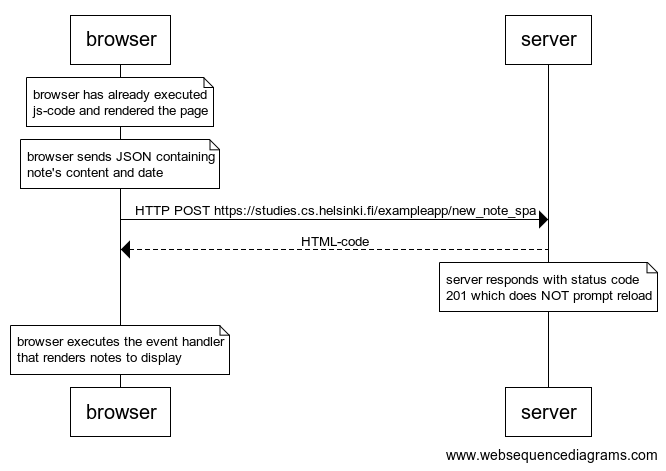 browser
server
browser has already executed
js-code and rendered the page
browser sends JSON containing
note's content and date
HTTP POST https://studies.cs.helsinki.fi/exampleapp/new_note_spa
HTML-code
server responds with status code
201 which does NOT prompt reload
browser executes the event handler
that renders notes to display
browser
server
www.websequencediagrams.com